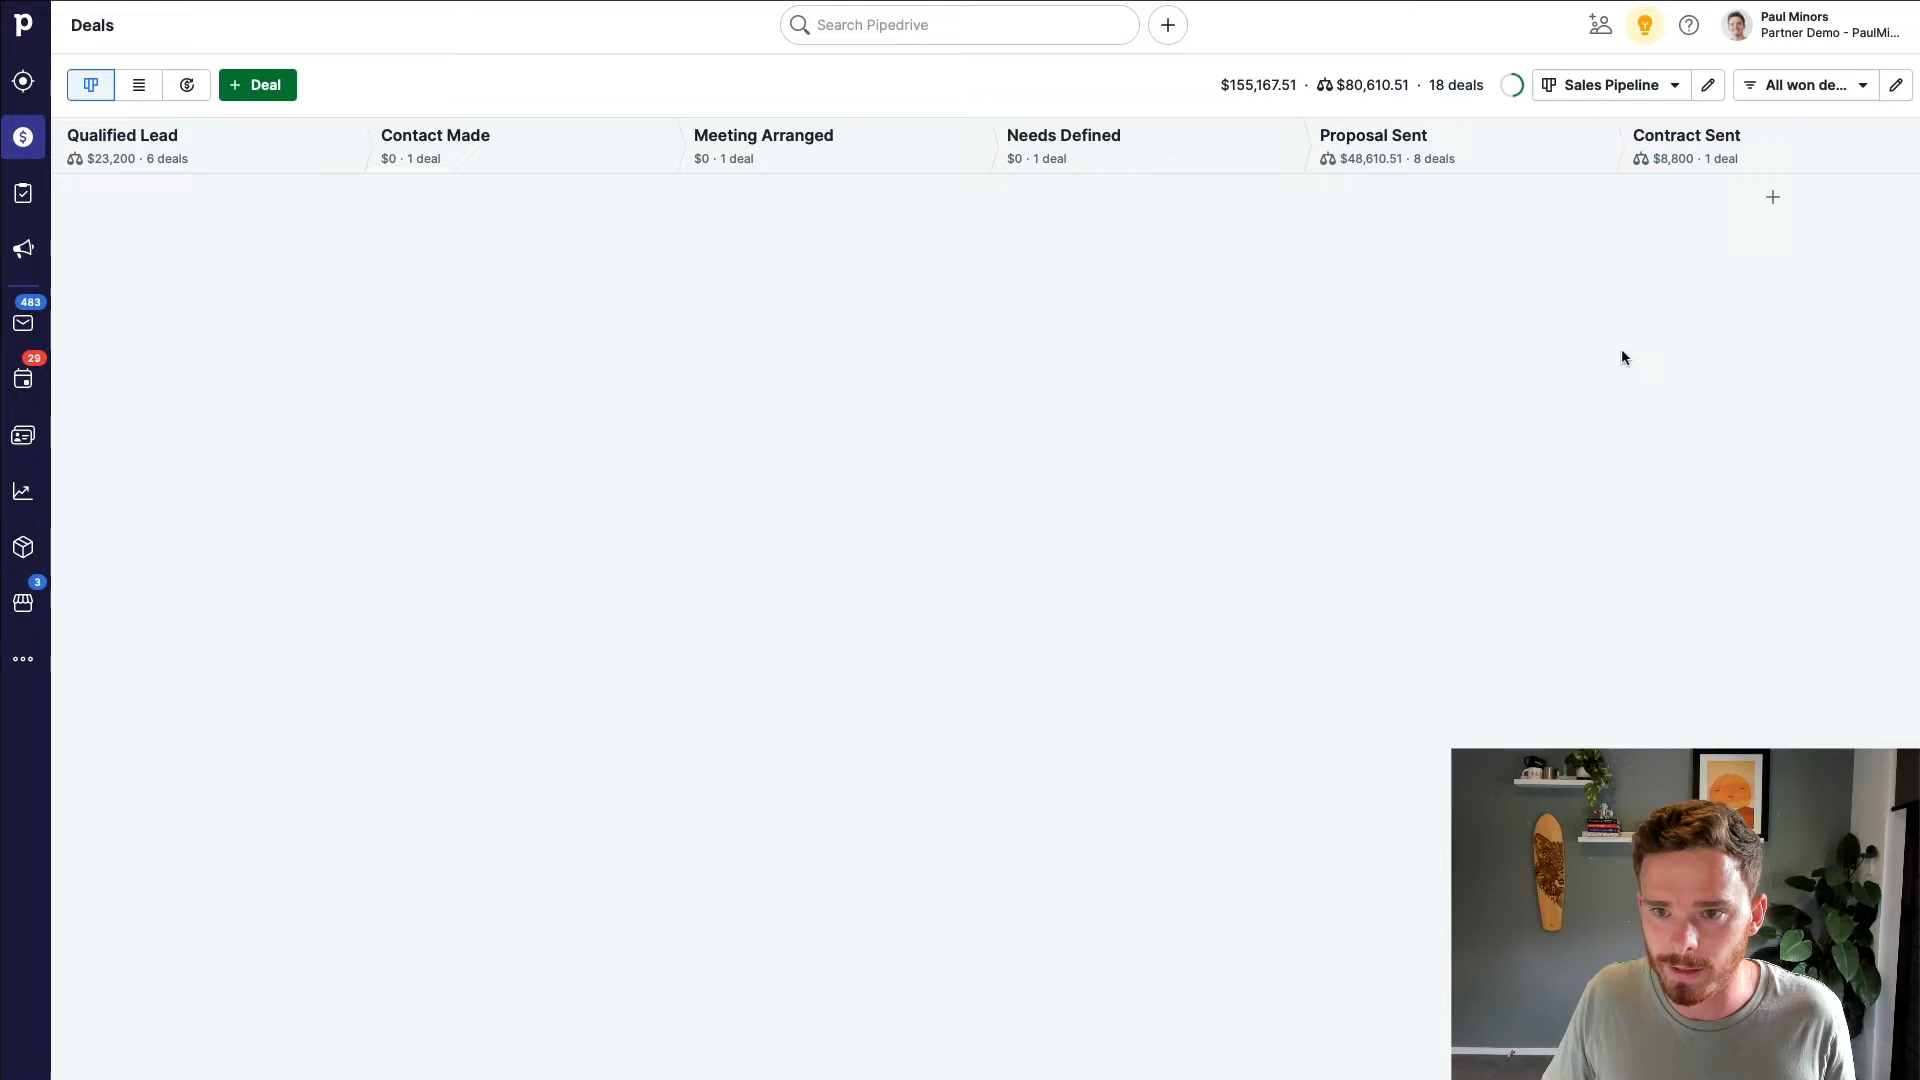 p
Deals
Search Pipedrive
Paul Minors
Partner Demo - PaulMi...
Deal
$155,167.51 · $80,610.51 · 18 deals
Sales Pipeline
All won de...
Qualified Lead
$23,200 · 6 deals
Contact Made
$0 · 1 deal
Meeting Arranged
$0 · 1 deal
Needs Defined
$0 · 1 deal
Proposal Sent
$48,610.51 · 8 deals
Contract Sent
$8,800 · 1 deal
483
29
3